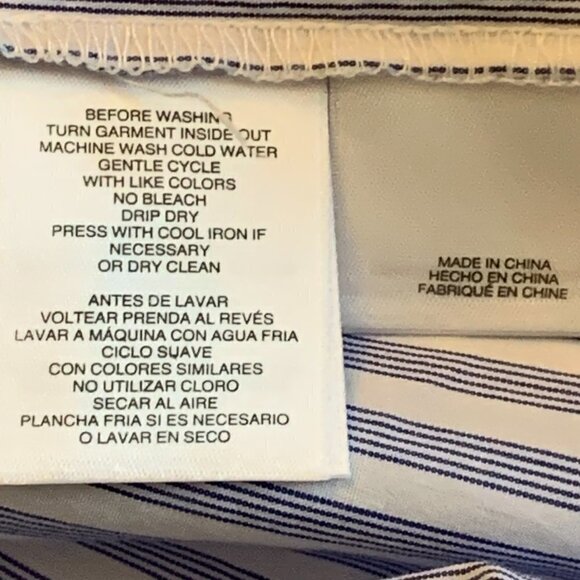 BEFORE WASHING
TURN GARMENT INSIDE OUT
MACHINE WASH COLD WATER
GENTLE CYCLE
WITH LIKE COLORS
NO BLEACH
DRIP DRY
PRESS WITH COOL IRON IF
NECESSARY
OR DRY CLEAN
ANTES DE LAVAR
VOLTEAR PRENDA AL REVÉS
LAVAR A MÁQUINA CON AGUA FRIA
CICLO SUAVE
CON COLORES SIMILARES
NO UTILIZAR CLORO
SECAR AL AIRE
PLANCHA FRIA SI ES NECESARIO
O LAVAR EN SECO
MADE IN CHINA
HECHO EN CHINA
FABRIQUÉ EN CHINE